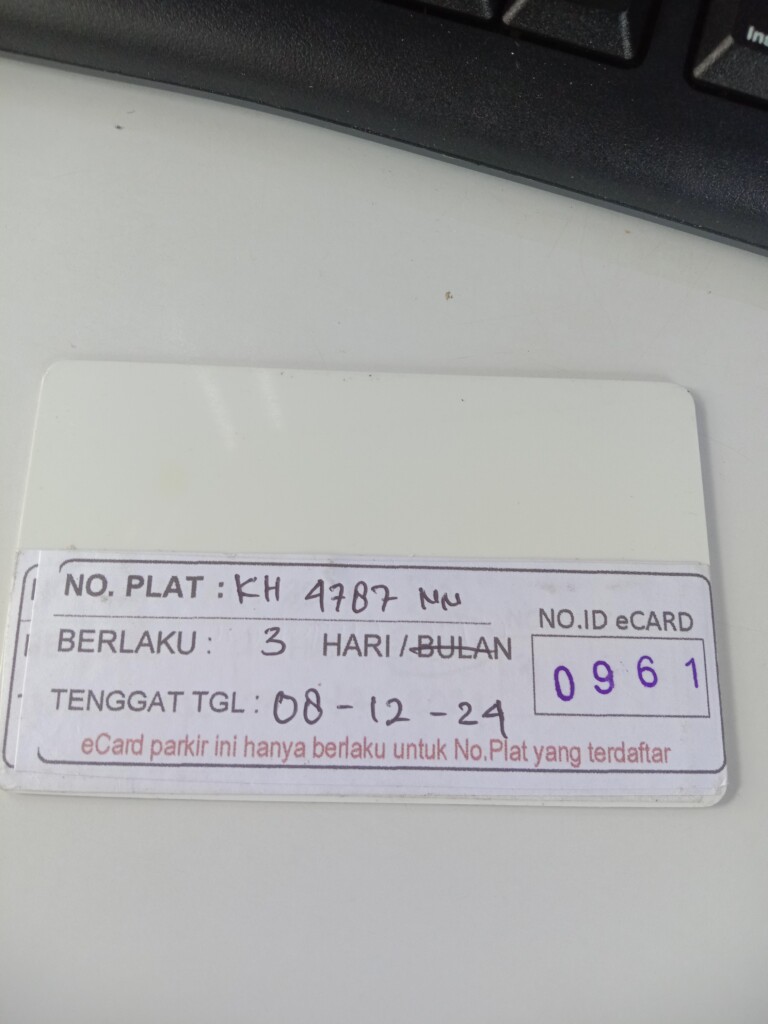 Ins
NO. PLAT : KH 4787 NN
NO.ID eCARD
BERLAKU : 3 HARI / BULAN
0961
TENGGAT TGL : 08 - 12 - 24
eCard parkir ini hanya berlaku untuk No.Plat yang terdaftar